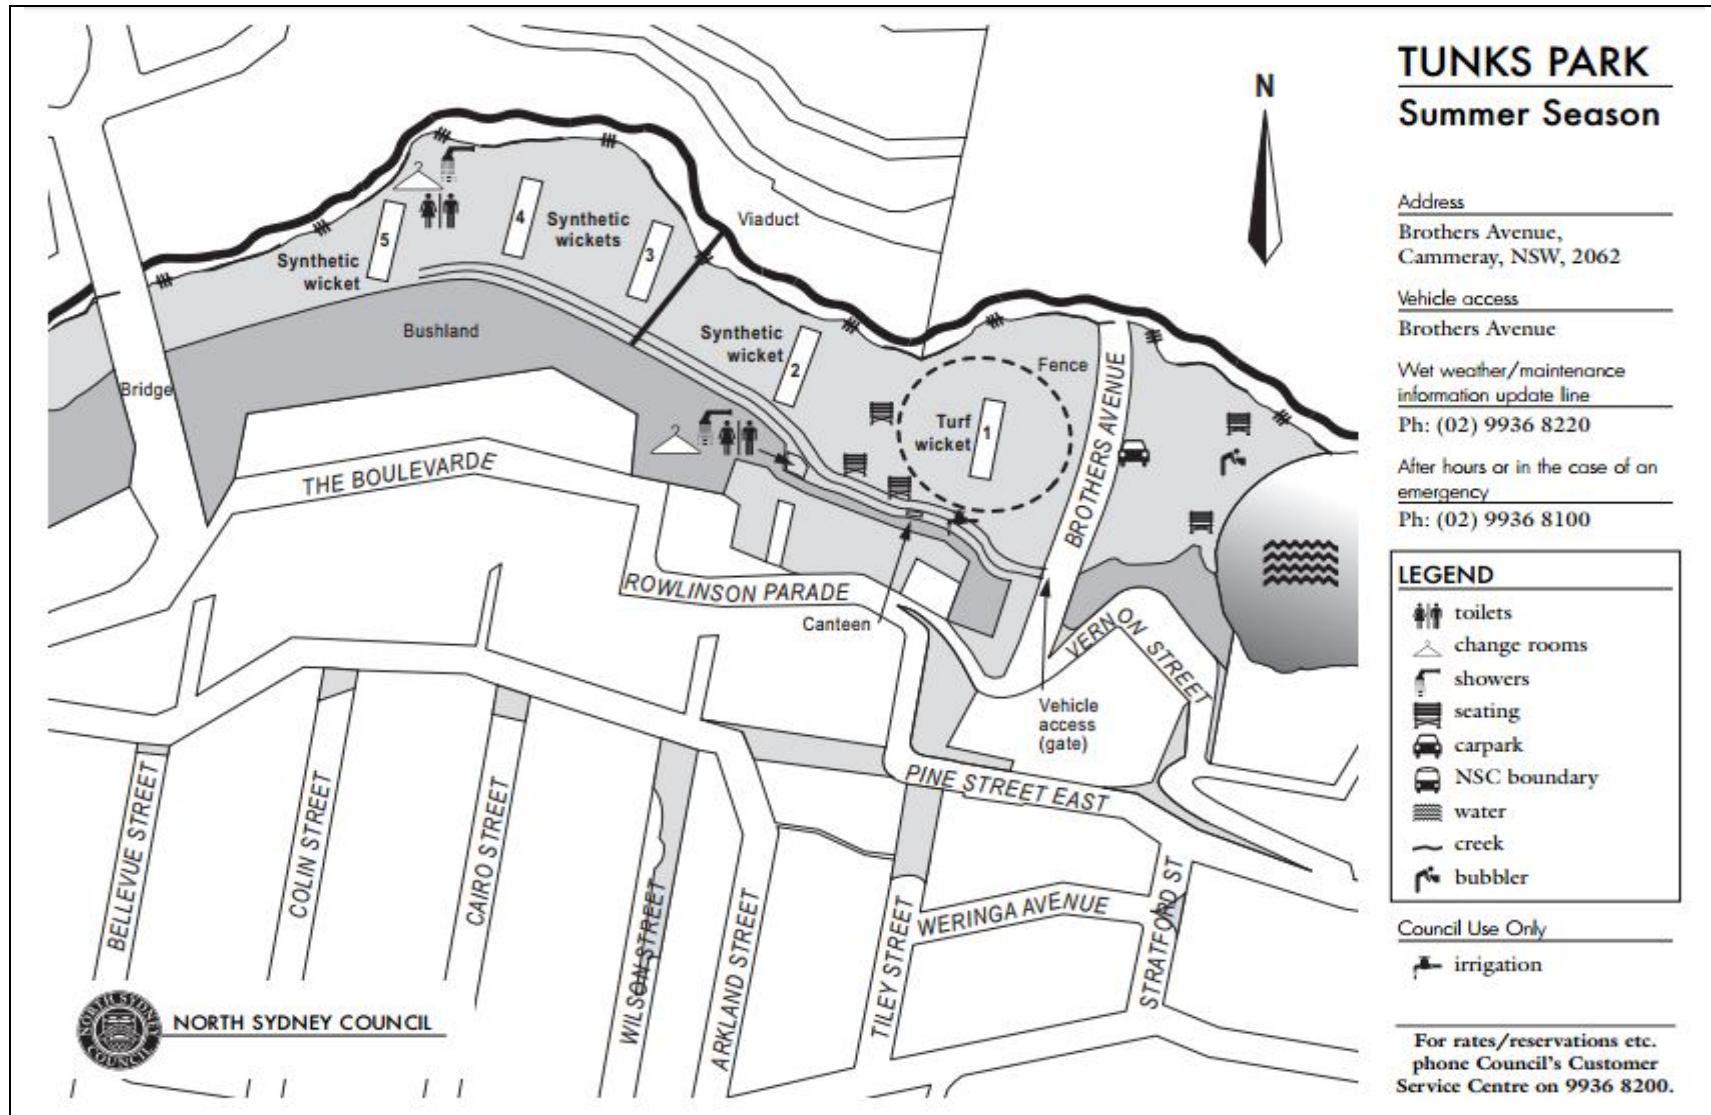 TUNKS PARK
Summer Season
N
Address
Brothers Avenue,
Cammeray, NSW, 2062
Vehicle access
Brothers Avenue
Wet weather/maintenance
information update line
Ph: (02) 9936 8220
After hours or in the case of an
emergency
Ph: (02) 9936 8100
LEGEND
toilets
change rooms
showers
seating
carpark
NSC boundary
water
creek
bubbler
Council Use Only
irrigation
For rates/reservations etc.
phone Council's Customer
Service Centre on 9936 8200.
Viaduct
4
Synthetic
wickets
3
5
Synthetic
wicket
Bushland
Synthetic
wicket
2
Bridge
Fence
Turf
wicket
1
BROTHERS AVENUE
THE BOULEVARDE
ROWLINSON PARADE
Canteen
VERNON STREET
Vehicle
access
(gate)
PINE STREET EAST
BELLEVUE STREET
COLIN STREET
CAIRO STREET
WILSON STREET
ARKLAND STREET
TILEY STREET
WERINGA AVENUE
STRATFORD ST
NORTH SYDNEY COUNCIL
NORTH SYDNEY
COUNCIL